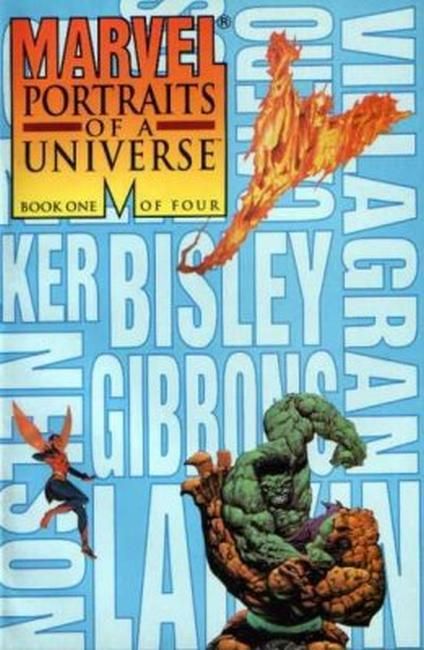 MARVEL®
PORTRAITS
OF A
UNIVERSE™
BOOK ONE M OF FOUR
VILLAGRAN
KER BISLEY
GIBBONS
NELSON